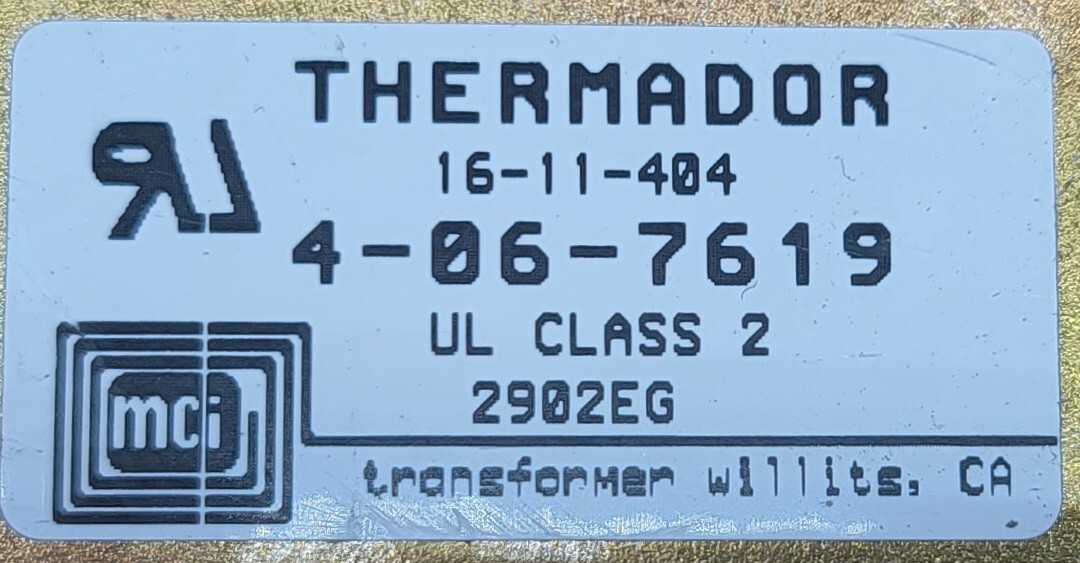 THERMADOR
16-11-404
4-06-7619
UL CLASS 2
2902EG
mci
transformer willits, CA